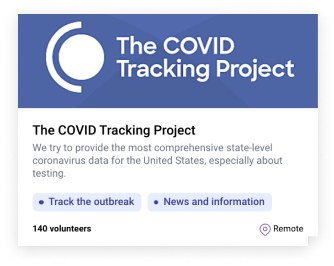 The COVID
Tracking Project
The COVID Tracking Project
We try to provide the most comprehensive state-level
coronavirus data for the United States, especially about
testing.
Track the outbreak News and information
140 volunteers Remote